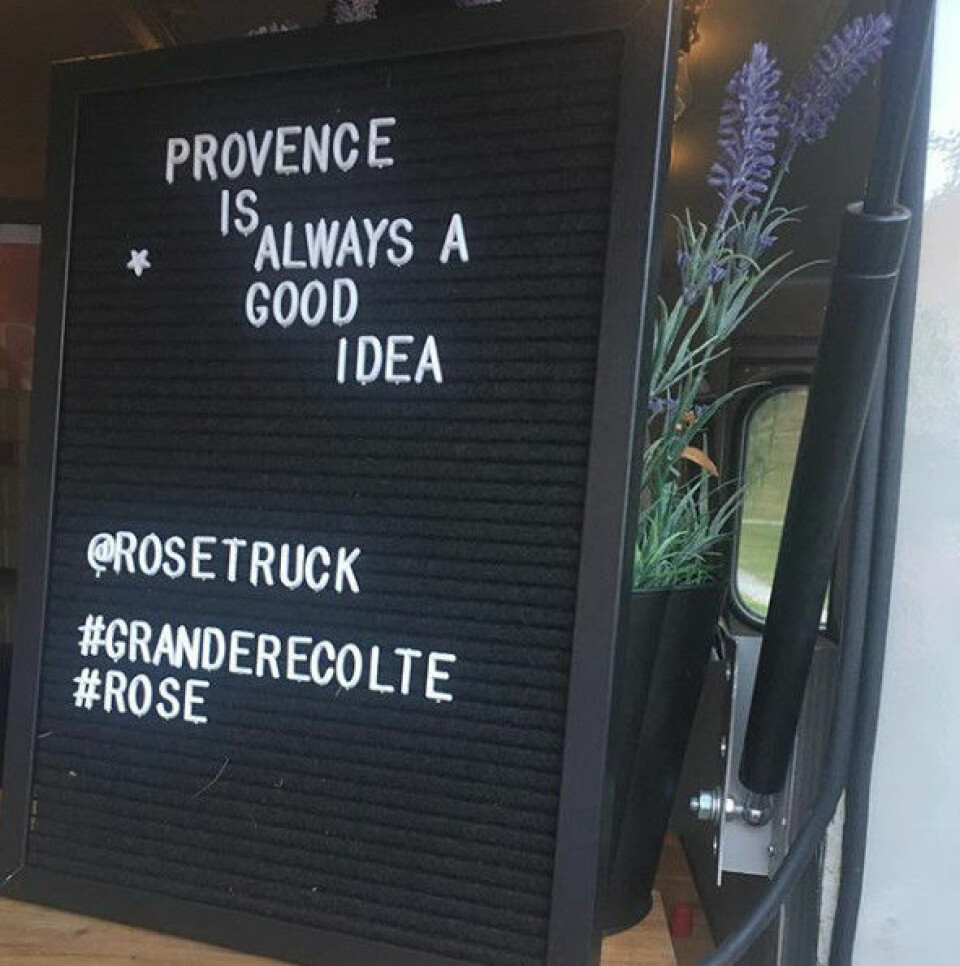 PROVENCE
IS
ALWAYS A
GOOD
IDEA
@ROSETRUCK
#GRANDERECOLTE
#ROSE